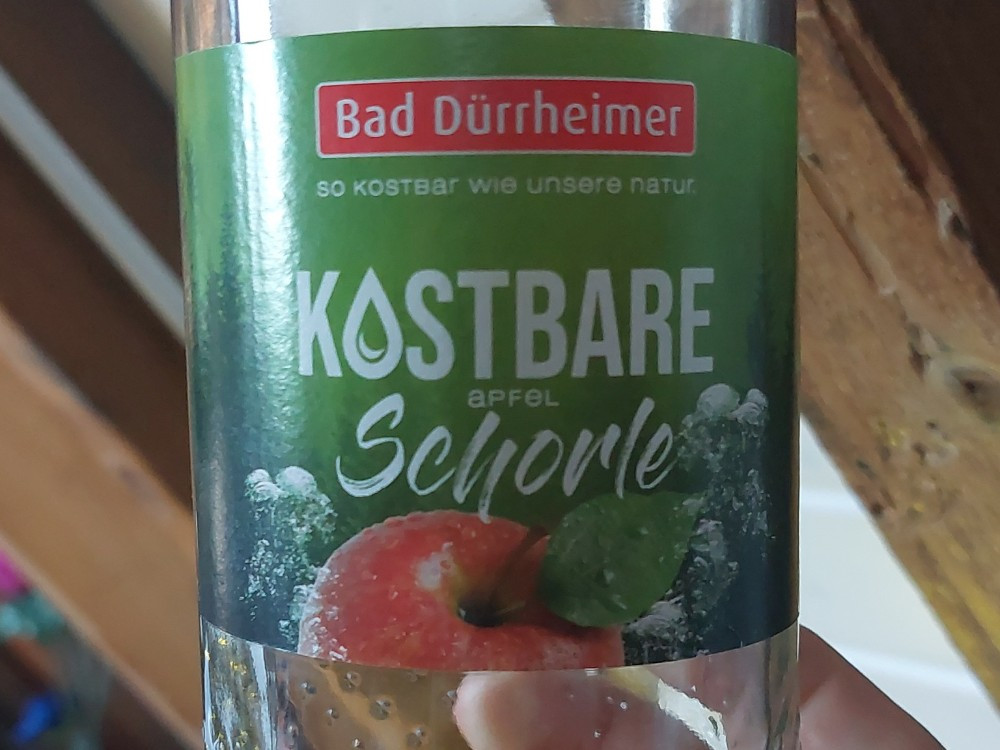 Bad Dürrheimer
so kostbar wie unsere natur.
KOSTBARE
apfel
Schorle